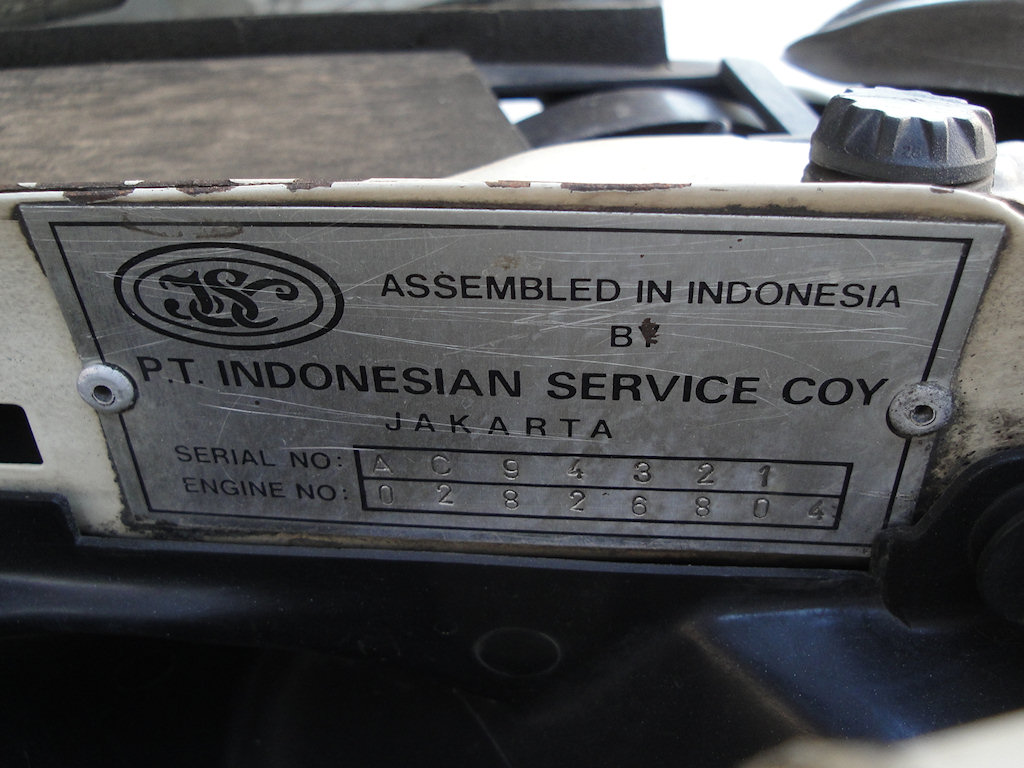 ISC
ASSEMBLED IN INDONESIA
BY
P.T. INDONESIAN SERVICE COY
JAKARTA
SERIAL NO: A C 9 4 3 2 1
ENGINE NO: 0 2 8 2 6 8 0 4